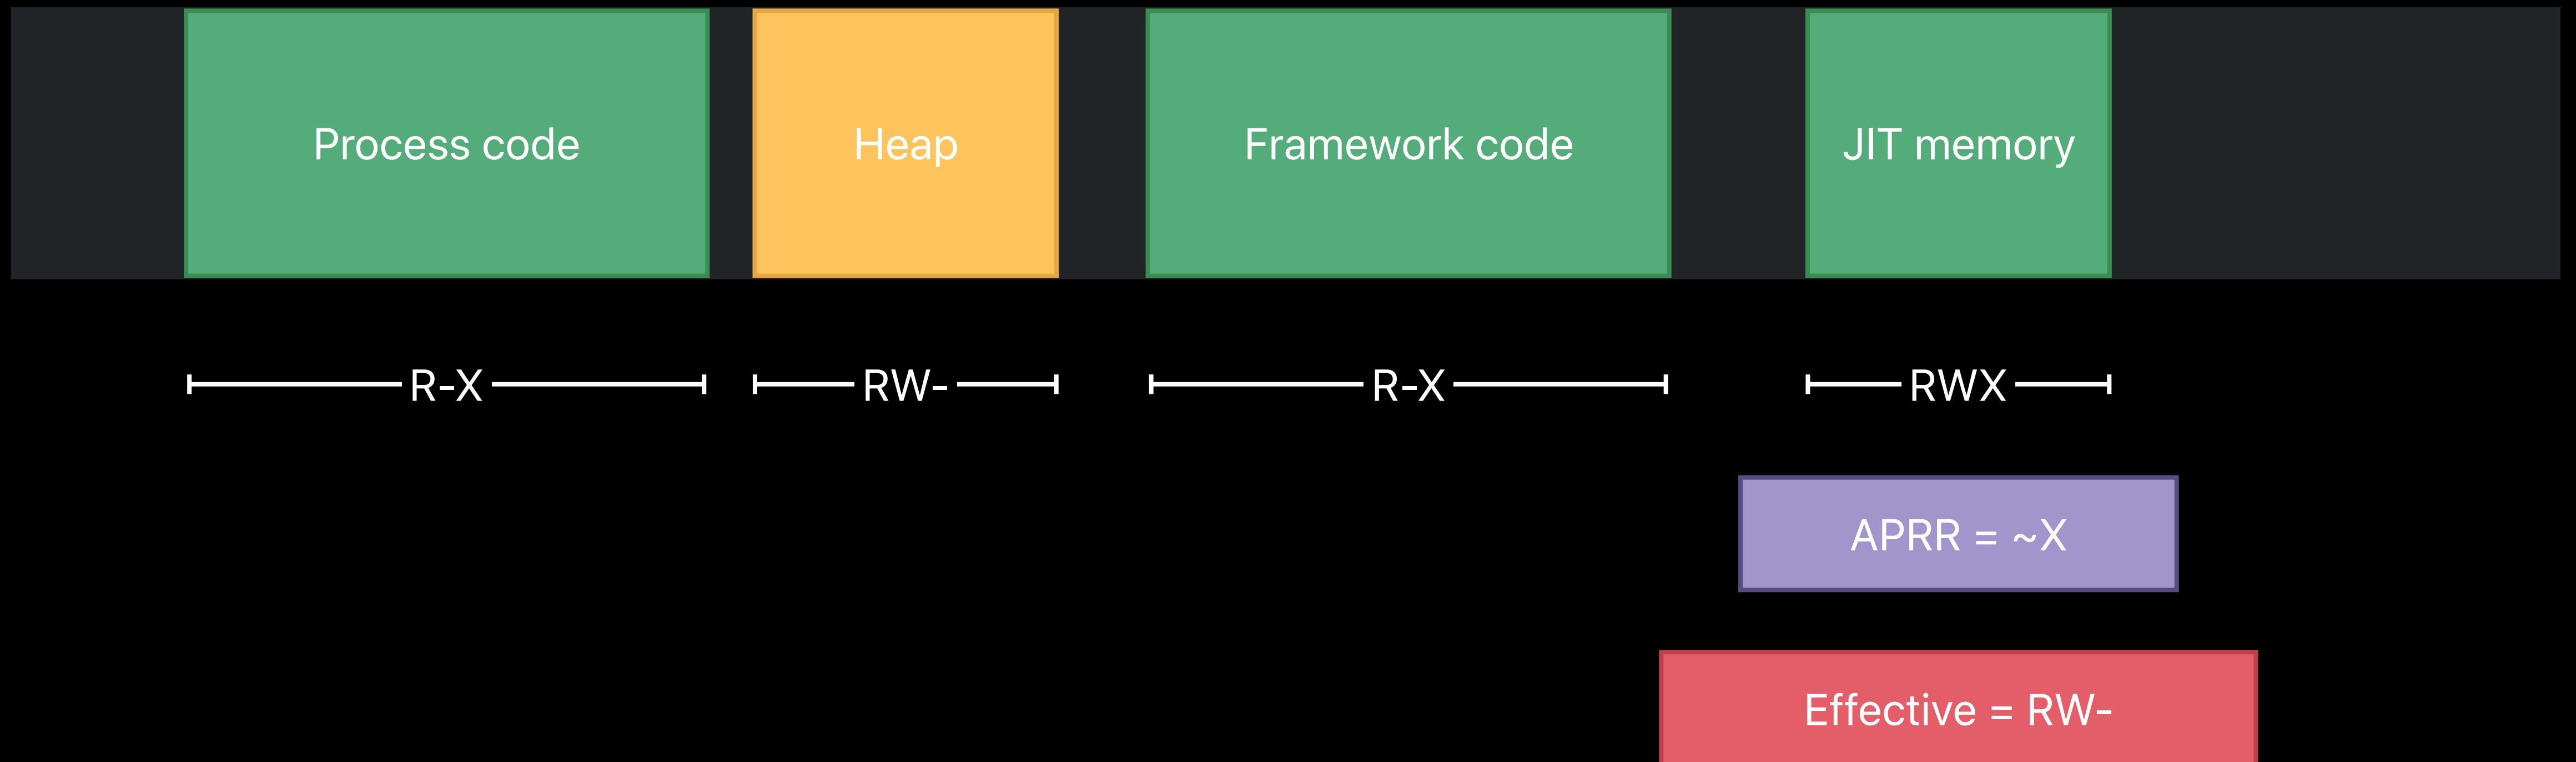 Process code
Heap
Framework code
JIT memory
R-X
RW-
R-X
RWX
APRR = ~X
Effective = RW-